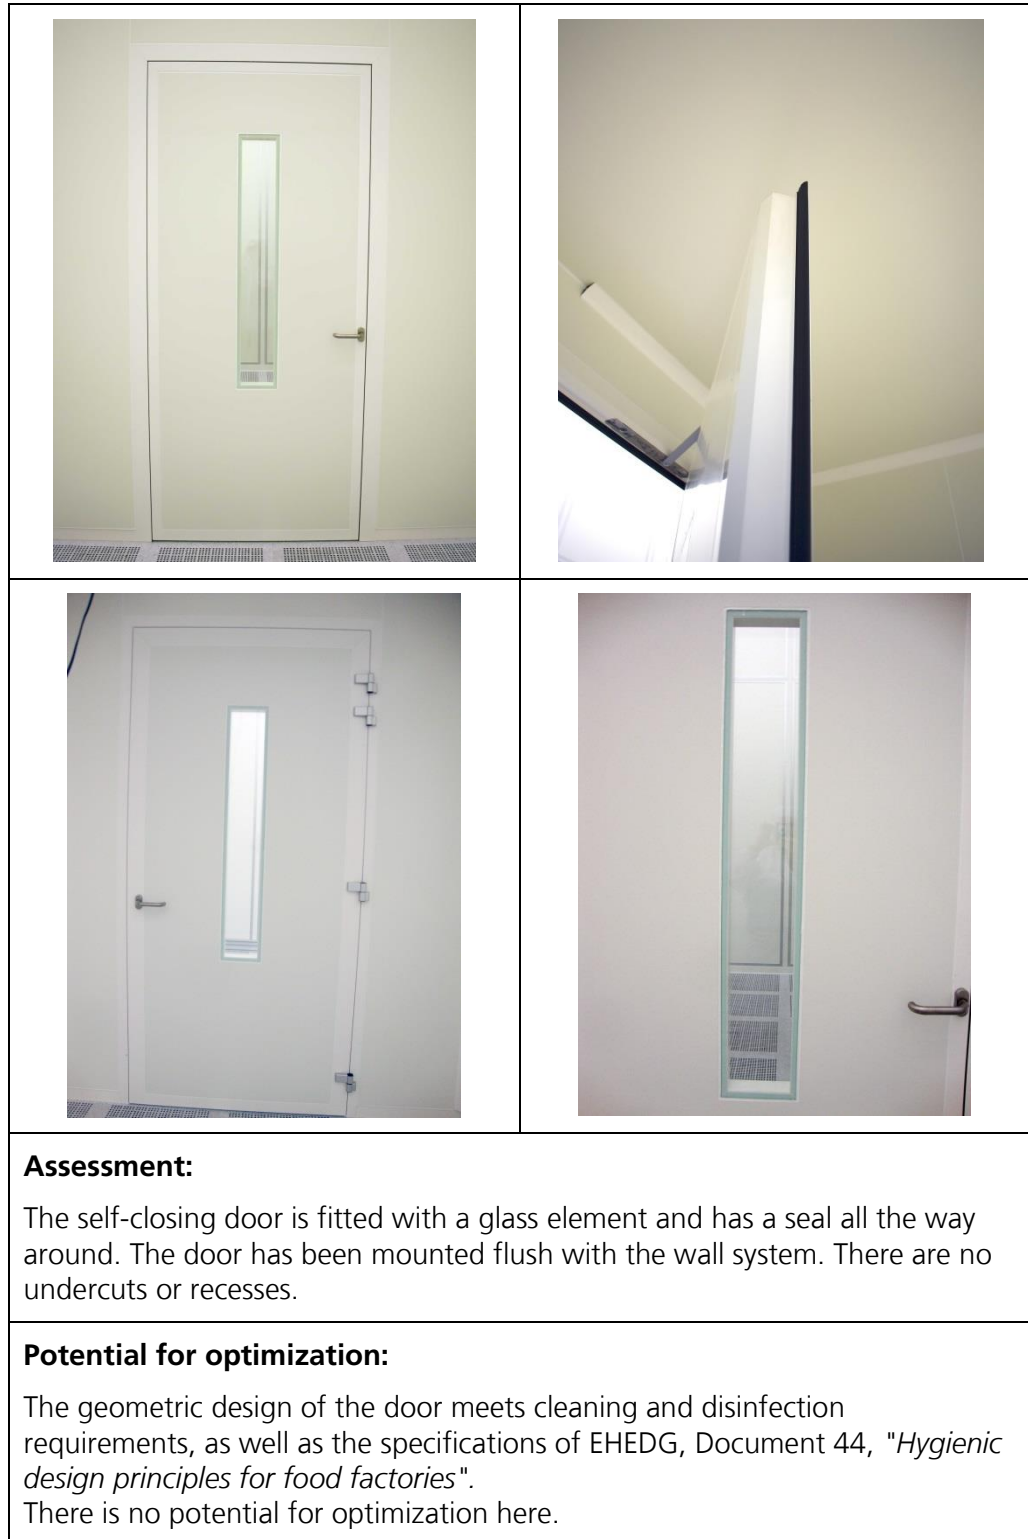 Assessment:
The self-closing door is fitted with a glass element and has a seal all the way
around. The door has been mounted flush with the wall system. There are no
undercuts or recesses.
Potential for optimization:
The geometric design of the door meets cleaning and disinfection
requirements, as well as the specifications of EHEDG, Document 44, "Hygienic
design principles for food factories".
There is no potential for optimization here.